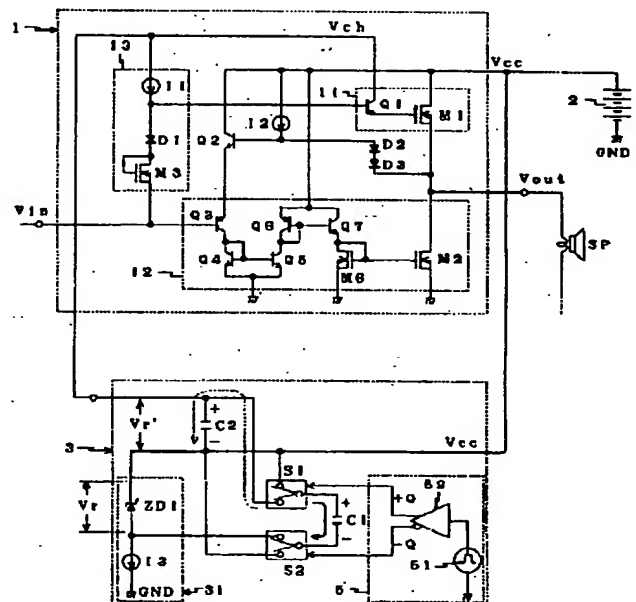 1
Vch
13
Vcc
I1
11
Q1
M1
2
I2
Q2
D1
D2
D3
GND
M3
Vout
Vin
Q3
Q6
Q7
SP
Q4
Q5
M2
12
M6
+
C2
Vr'
-
Vcc
3
S1
+
52
+Q
Vr
ZD1
C1
-
-Q
I3
S2
51
GND
31
5